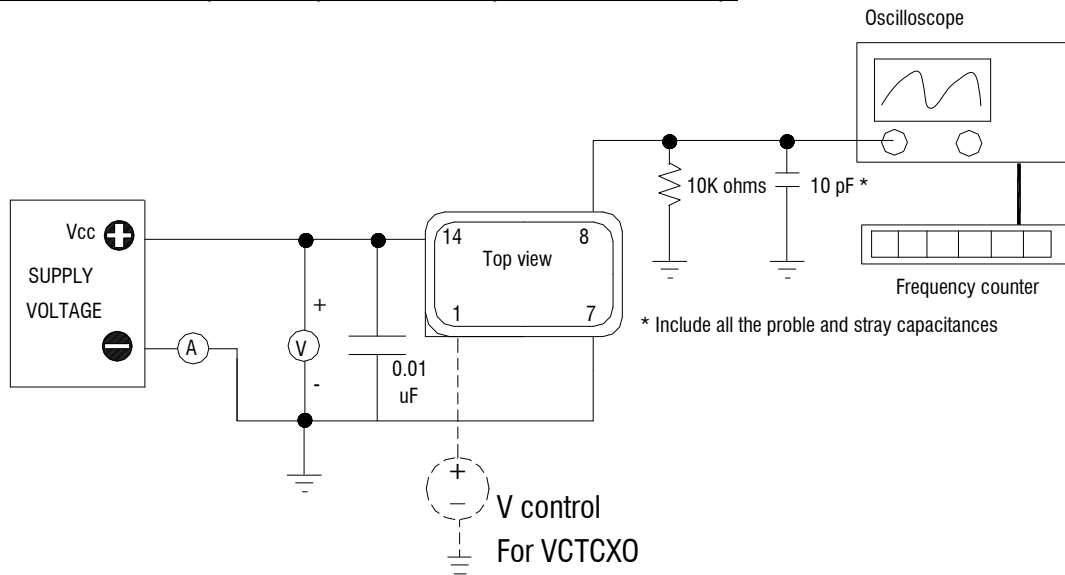 Oscilloscope
10K ohms
10 pF *
Vcc
SUPPLY
VOLTAGE
14
8
Top view
1
7
Frequency counter
* Include all the proble and stray capacitances
A
+
V
-
0.01
uF
+
−
V control
For VCTCXO